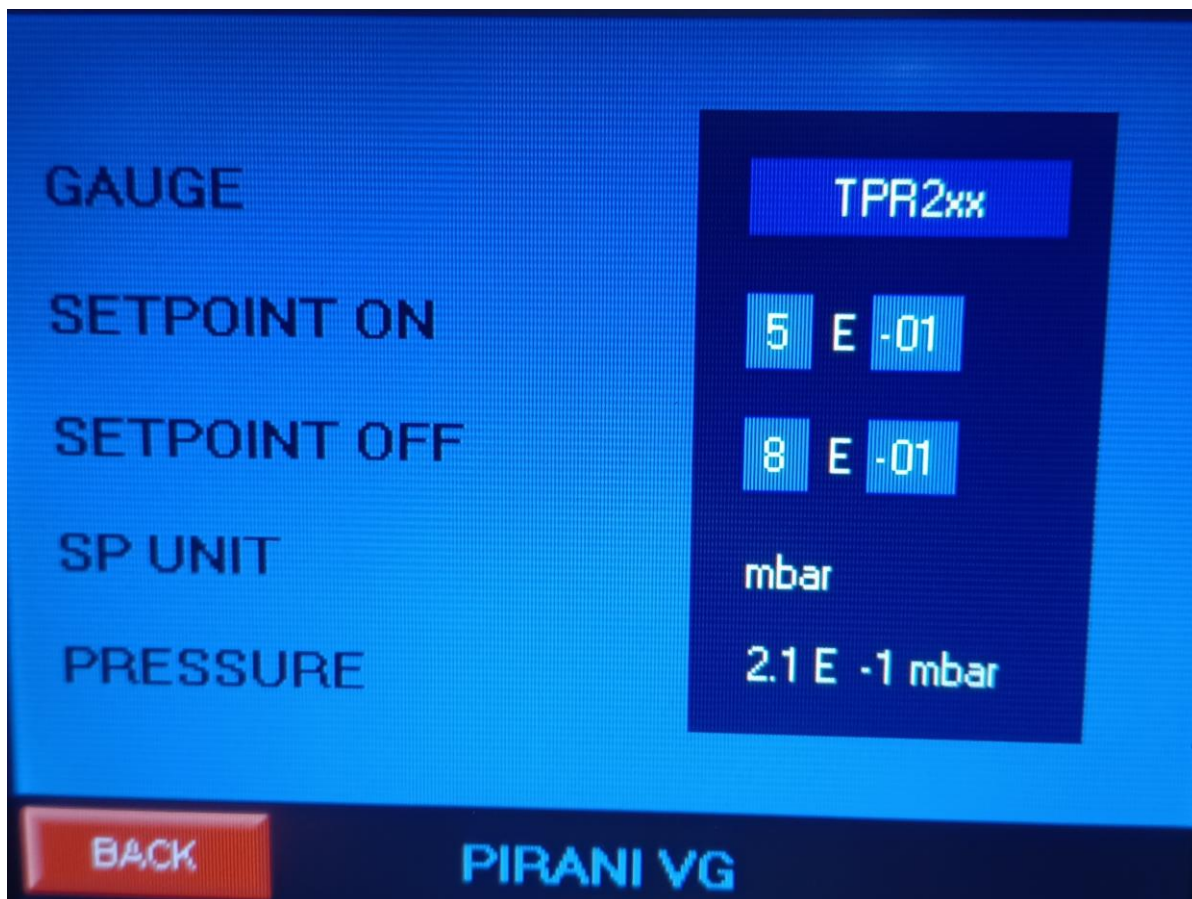 GAUGE TPR2xx
SETPOINT ON 5 E -01
SETPOINT OFF 8 E -01
SP UNIT mbar
PRESSURE 2.1 E -1 mbar
BACK PIRANI VG